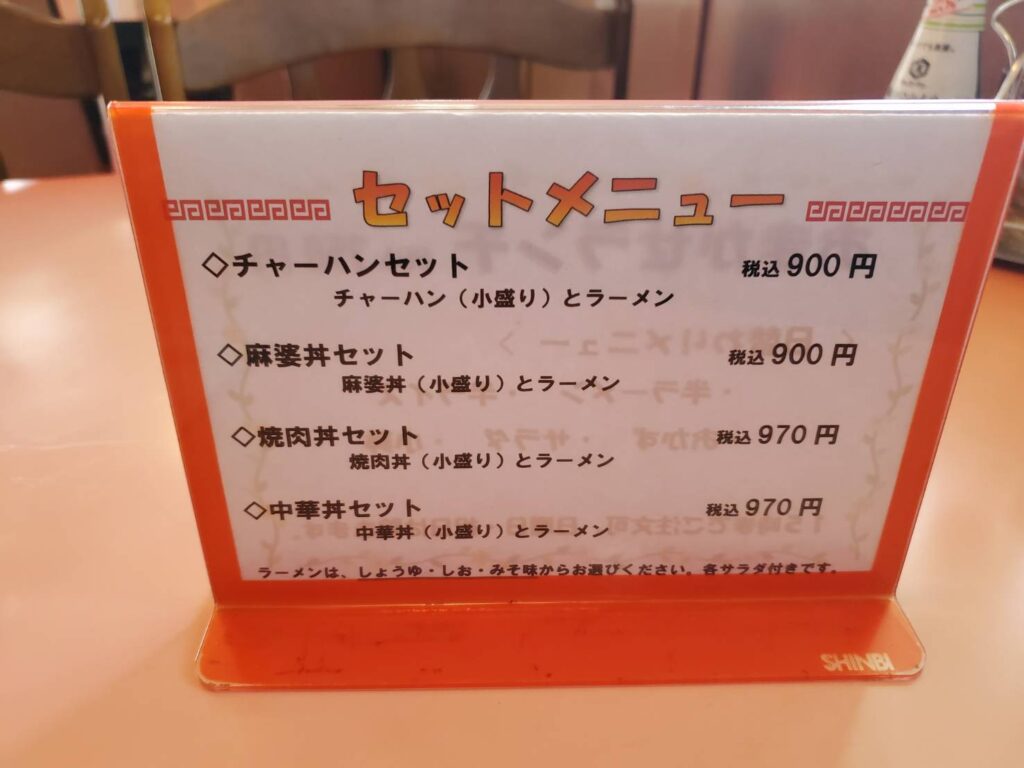 セットメニュー
◇チャーハンセット 税込 900 円
チャーハン（小盛り）とラーメン
◇麻婆丼セット 税込 900 円
麻婆丼（小盛り）とラーメン
◇焼肉丼セット 税込 970 円
焼肉丼（小盛り）とラーメン
◇中華丼セット 税込 970 円
中華丼（小盛り）とラーメン
ラーメンは、しょうゆ・しお・みそ味からお選びください。各サラダ付きです。
SHINBI